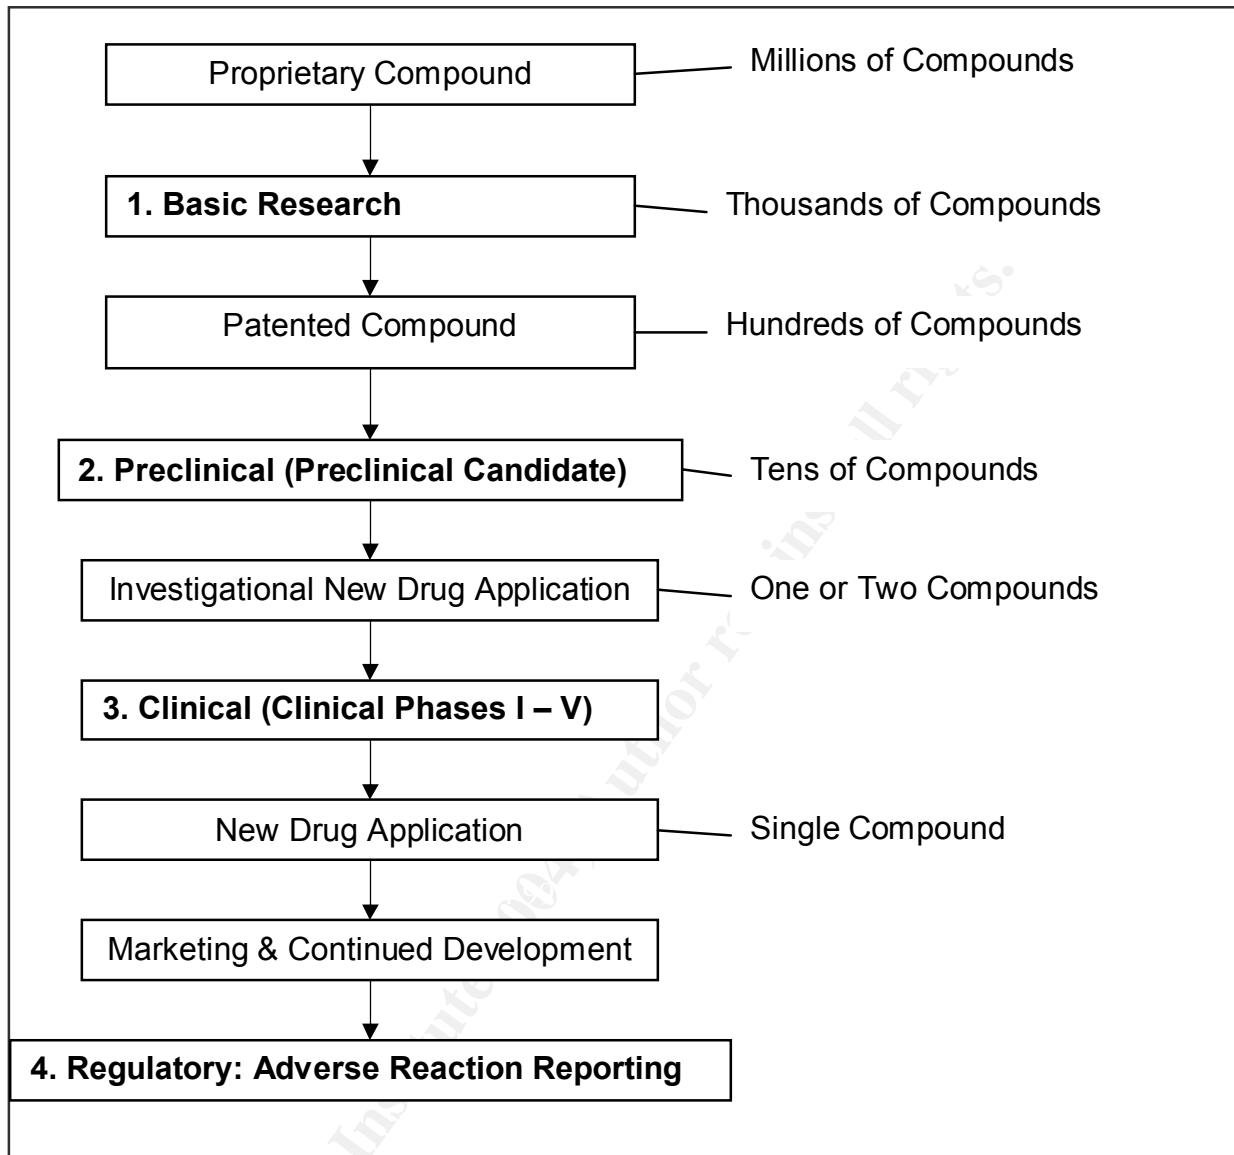 Proprietary Compound
Millions of Compounds
1. Basic Research
Thousands of Compounds
Patented Compound
Hundreds of Compounds
2. Preclinical (Preclinical Candidate)
Tens of Compounds
Investigational New Drug Application
One or Two Compounds
3. Clinical (Clinical Phases I – V)
New Drug Application
Single Compound
Marketing & Continued Development
4. Regulatory: Adverse Reaction Reporting